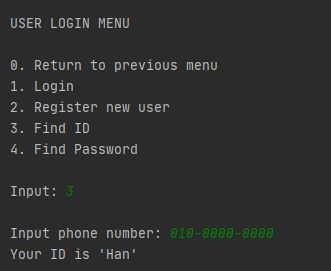 USER LOGIN MENU
0. Return to previous menu
1. Login
2. Register new user
3. Find ID
4. Find Password
Input: 3
Input phone number: 010-0000-0000
Your ID is 'Han'